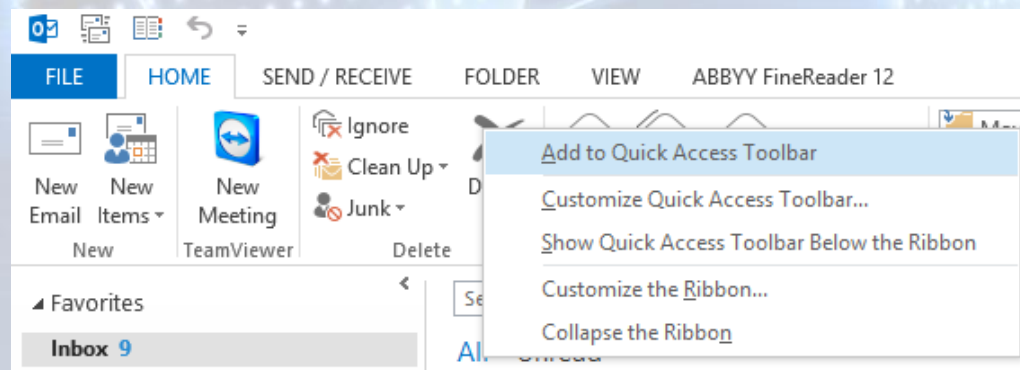 FILE HOME SEND / RECEIVE FOLDER VIEW ABBYY FineReader 12
Ignore
Clean Up
Junk
New Email
New Items
New Meeting
New TeamViewer Delete
Add to Quick Access Toolbar
Customize Quick Access Toolbar...
Show Quick Access Toolbar Below the Ribbon
Customize the Ribbon...
Collapse the Ribbon
Favorites
Inbox 9
All